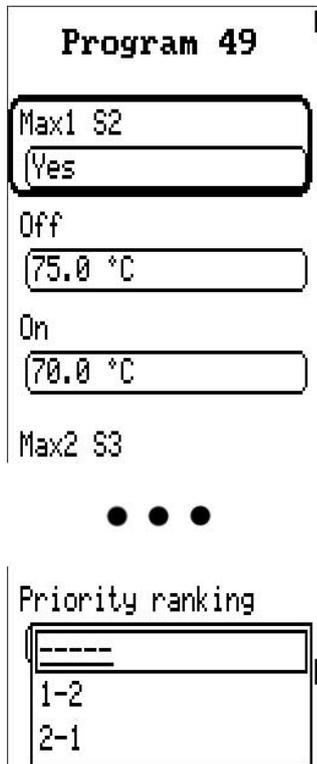 Program 49
Max1 S2
Yes
Off
75.0 °C
On
70.0 °C
Max2 S3
Priority ranking
-----
1-2
2-1